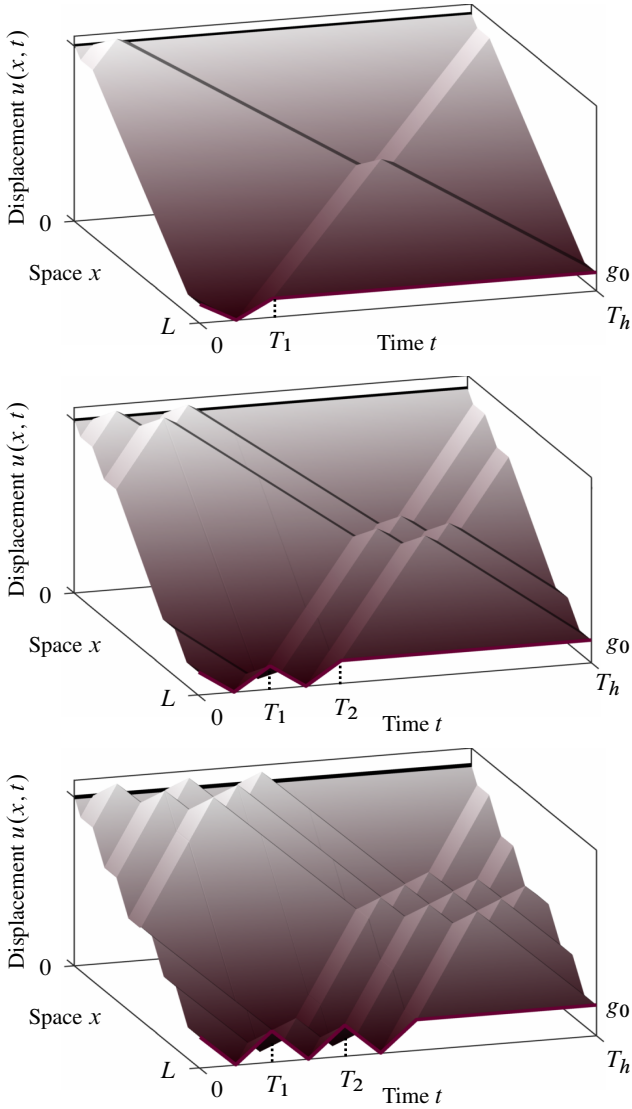 Displacement u(x, t)
0
Space x
L
0
T₁
Time t
g₀
Tₕ
Displacement u(x, t)
0
Space x
L
0
T₁
T₂
Time t
g₀
Tₕ
Displacement u(x, t)
0
Space x
L
0
T₁
T₂
Time t
g₀
Tₕ